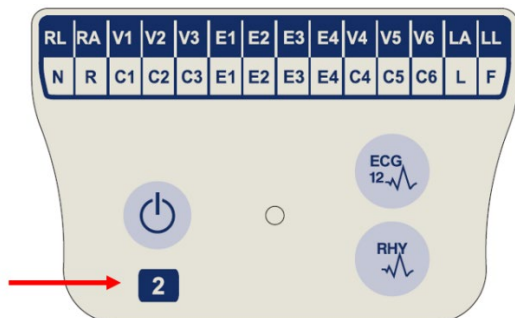 RL RA V1 V2 V3 E1 E2 E3 E4 V4 V5 V6 LA LL
N R C1 C2 C3 E1 E2 E3 E4 C4 C5 C6 L F
ECG
12
RHY
2